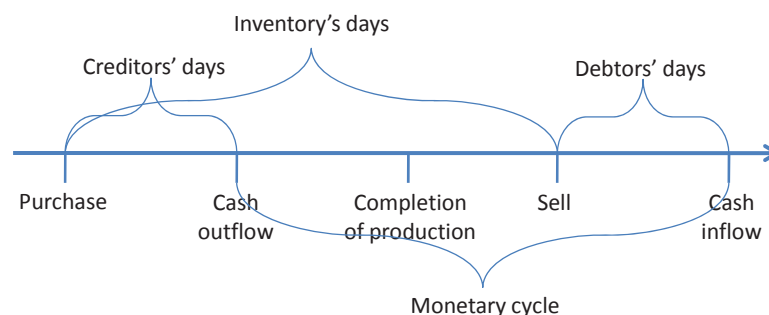 Inventory’s days
Creditors’ days
Debtors’ days
Purchase
Cash
outflow
Completion
of production
Sell
Cash
inflow
Monetary cycle